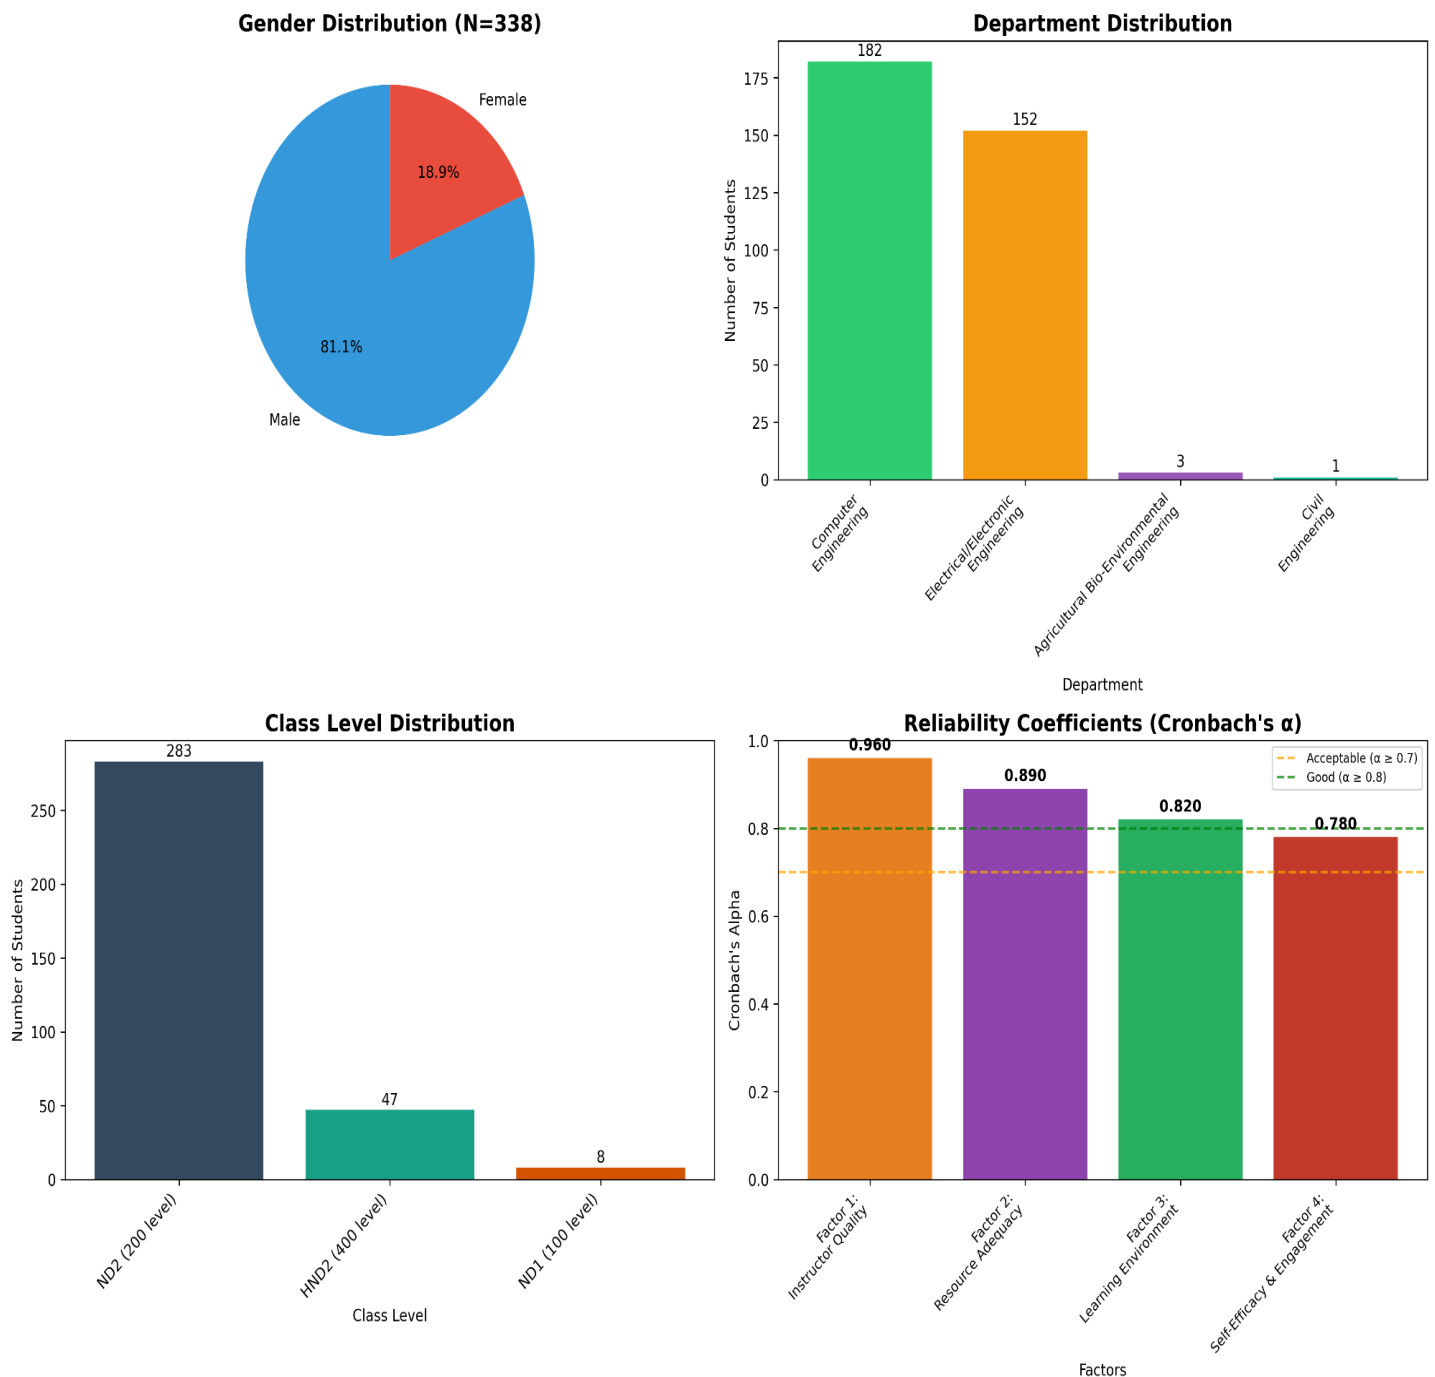 Gender Distribution (N=338)
Female
18.9%
81.1%
Male
Department Distribution
Number of Students
175
150
125
100
75
50
25
0
182
152
3
1
Computer
Engineering
Electrical/Electronic
Engineering
Agricultural Bio-Environmental
Engineering
Civil
Engineering
Department
Class Level Distribution
Number of Students
250
200
150
100
50
0
283
47
8
ND2 (200 level)
HND2 (400 level)
ND1 (100 level)
Class Level
Reliability Coefficients (Cronbach's α)
Cronbach's Alpha
1.0
0.8
0.6
0.4
0.2
0.0
0.960
0.890
0.820
0.780
Acceptable (α ≥ 0.7)
Good (α ≥ 0.8)
Factor 1:
Instructor Quality
Factor 2:
Resource Adequacy
Factor 3:
Learning Environment
Factor 4:
Self-Efficacy & Engagement
Factors